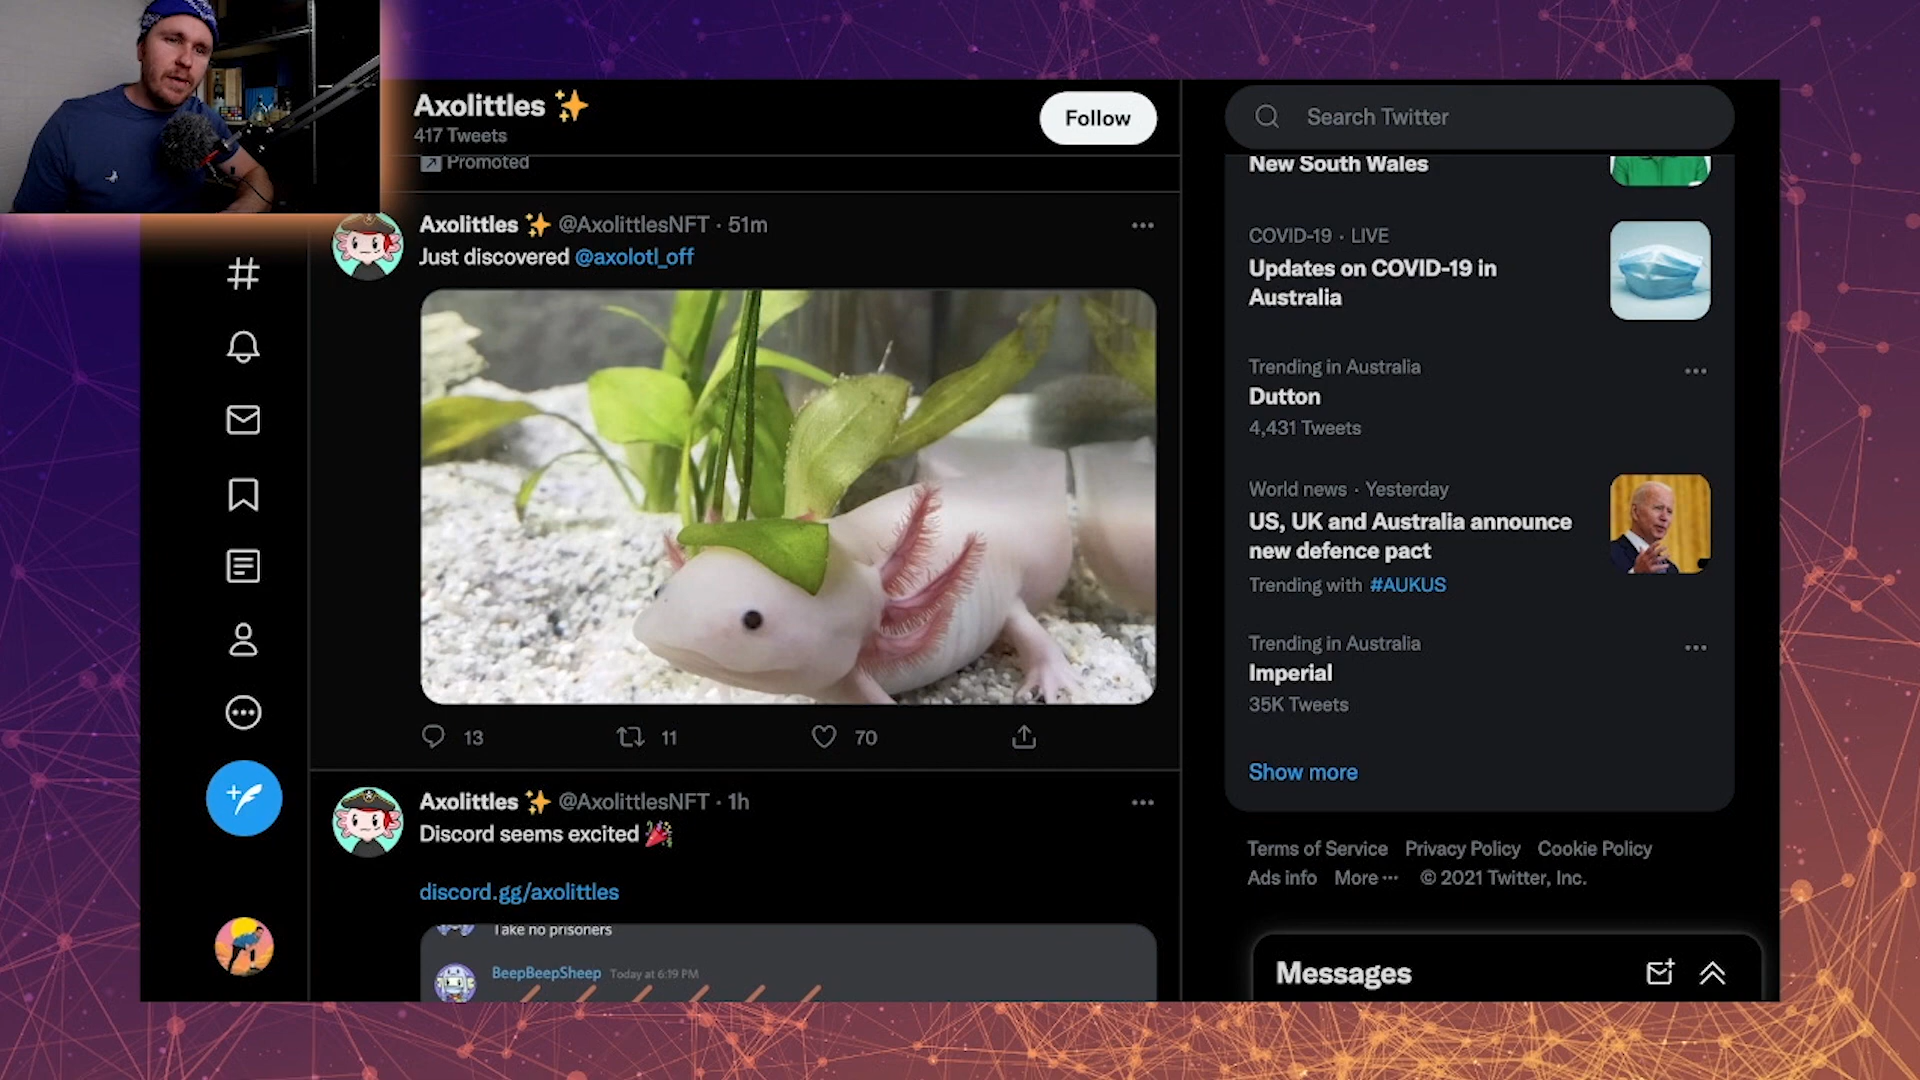 Axolittles ✨
417 Tweets
Follow
Promoted
Axolittles ✨ @AxolittlesNFT · 51m
Just discovered @axolotl_off
13 11 70
Axolittles ✨ @AxolittlesNFT · 1h
Discord seems excited 🎉
discord.gg/axolittles
Take no prisoners
BeepBeepSheep Today at 6:19 PM
Search Twitter
New South Wales
COVID-19 · LIVE
Updates on COVID-19 in
Australia
Trending in Australia
Dutton
4,431 Tweets
World news · Yesterday
US, UK and Australia announce
new defence pact
Trending with #AUKUS
Trending in Australia
Imperial
35K Tweets
Show more
Terms of Service Privacy Policy Cookie Policy
Ads info More ··· © 2021 Twitter, Inc.
Messages